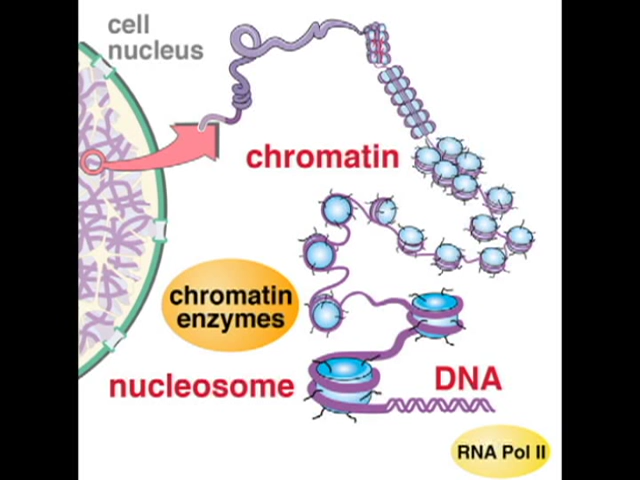 cell
nucleus
chromatin
chromatin
enzymes
nucleosome
DNA
RNA Pol II